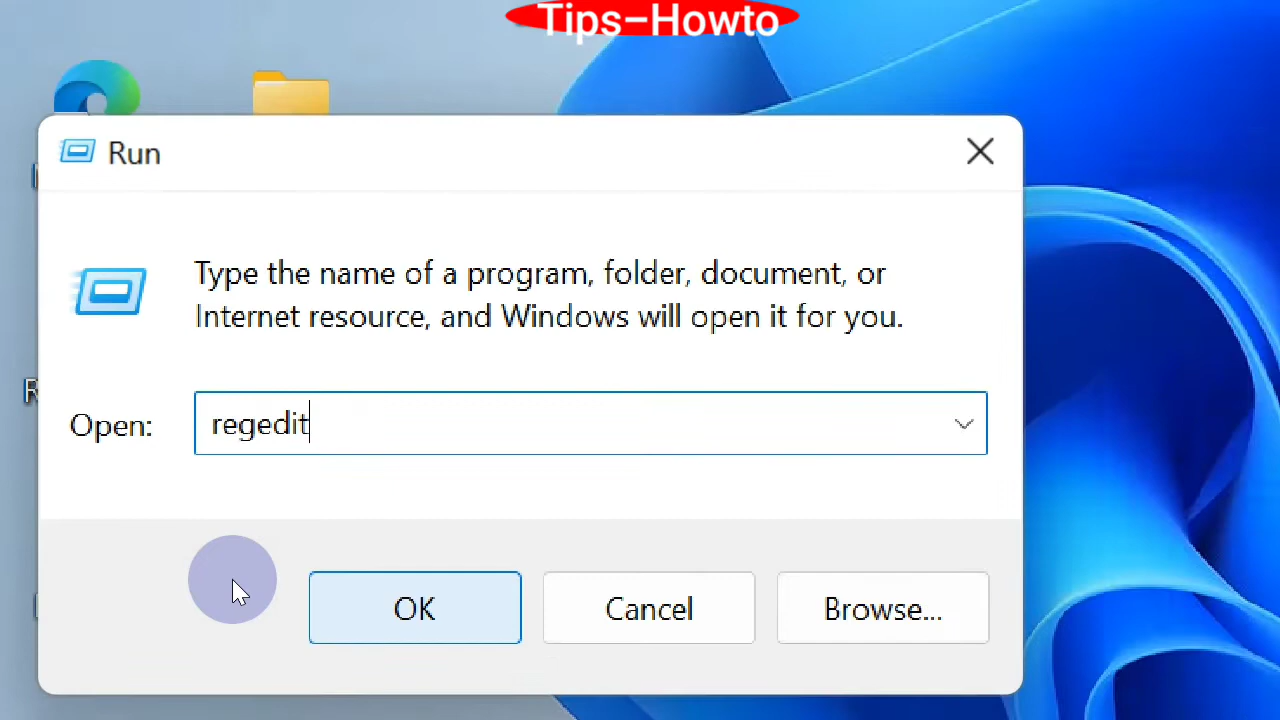 Tips-Howto
Run
Type the name of a program, folder, document, or
Internet resource, and Windows will open it for you.
Open:
regedit
OK
Cancel
Browse...